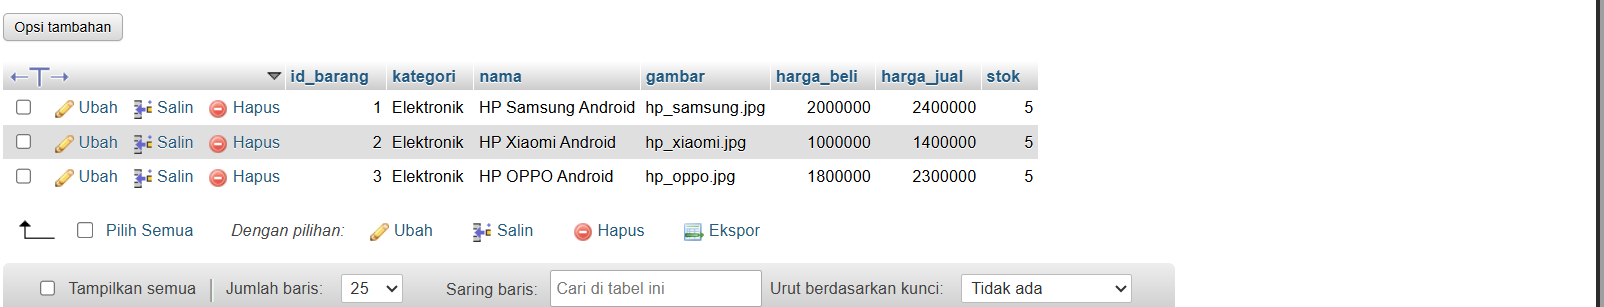 Opsi tambahan
id_barang kategori nama gambar harga_beli harga_jual stok
Ubah Salin Hapus 1 Elektronik HP Samsung Android hp_samsung.jpg 2000000 2400000 5
Ubah Salin Hapus 2 Elektronik HP Xiaomi Android hp_xiaomi.jpg 1000000 1400000 5
Ubah Salin Hapus 3 Elektronik HP OPPO Android hp_oppo.jpg 1800000 2300000 5
Pilih Semua Dengan pilihan: Ubah Salin Hapus Ekspor
Tampilkan semua Jumlah baris: 25 Saring baris: Cari di tabel ini Urut berdasarkan kunci: Tidak ada